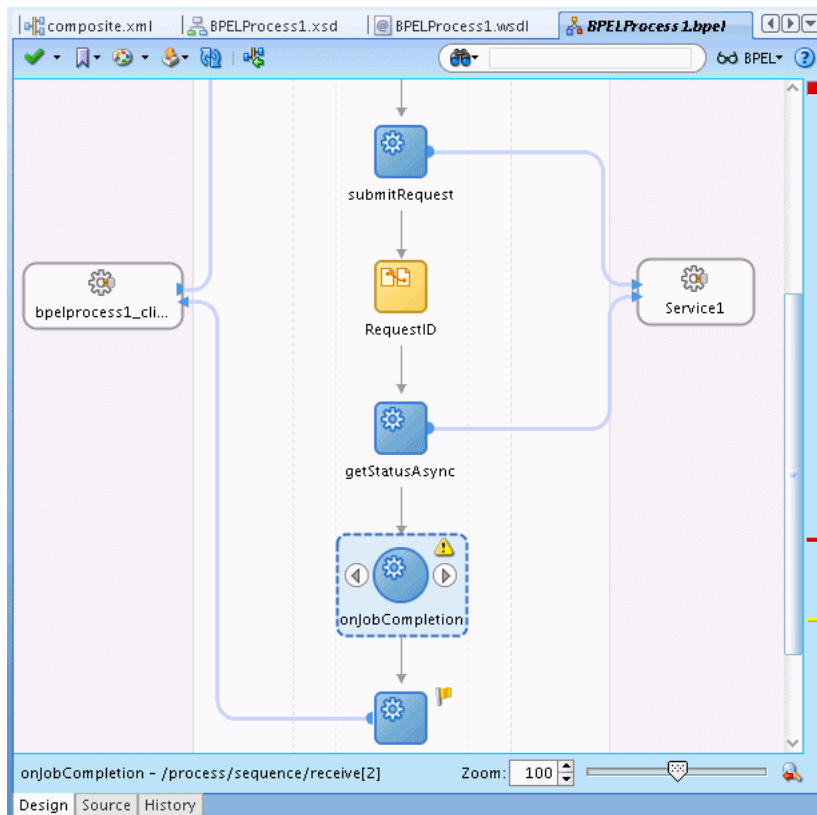 composite.xml BPELProcess1.xsd BPELProcess1.wsdl BPELProcess1.bpel
BPEL
submitRequest
bpelprocess1_cli...
Service1
RequestID
getStatusAsync
onJobCompletion
onJobCompletion - /process/sequence/receive[2] Zoom: 100
Design Source History